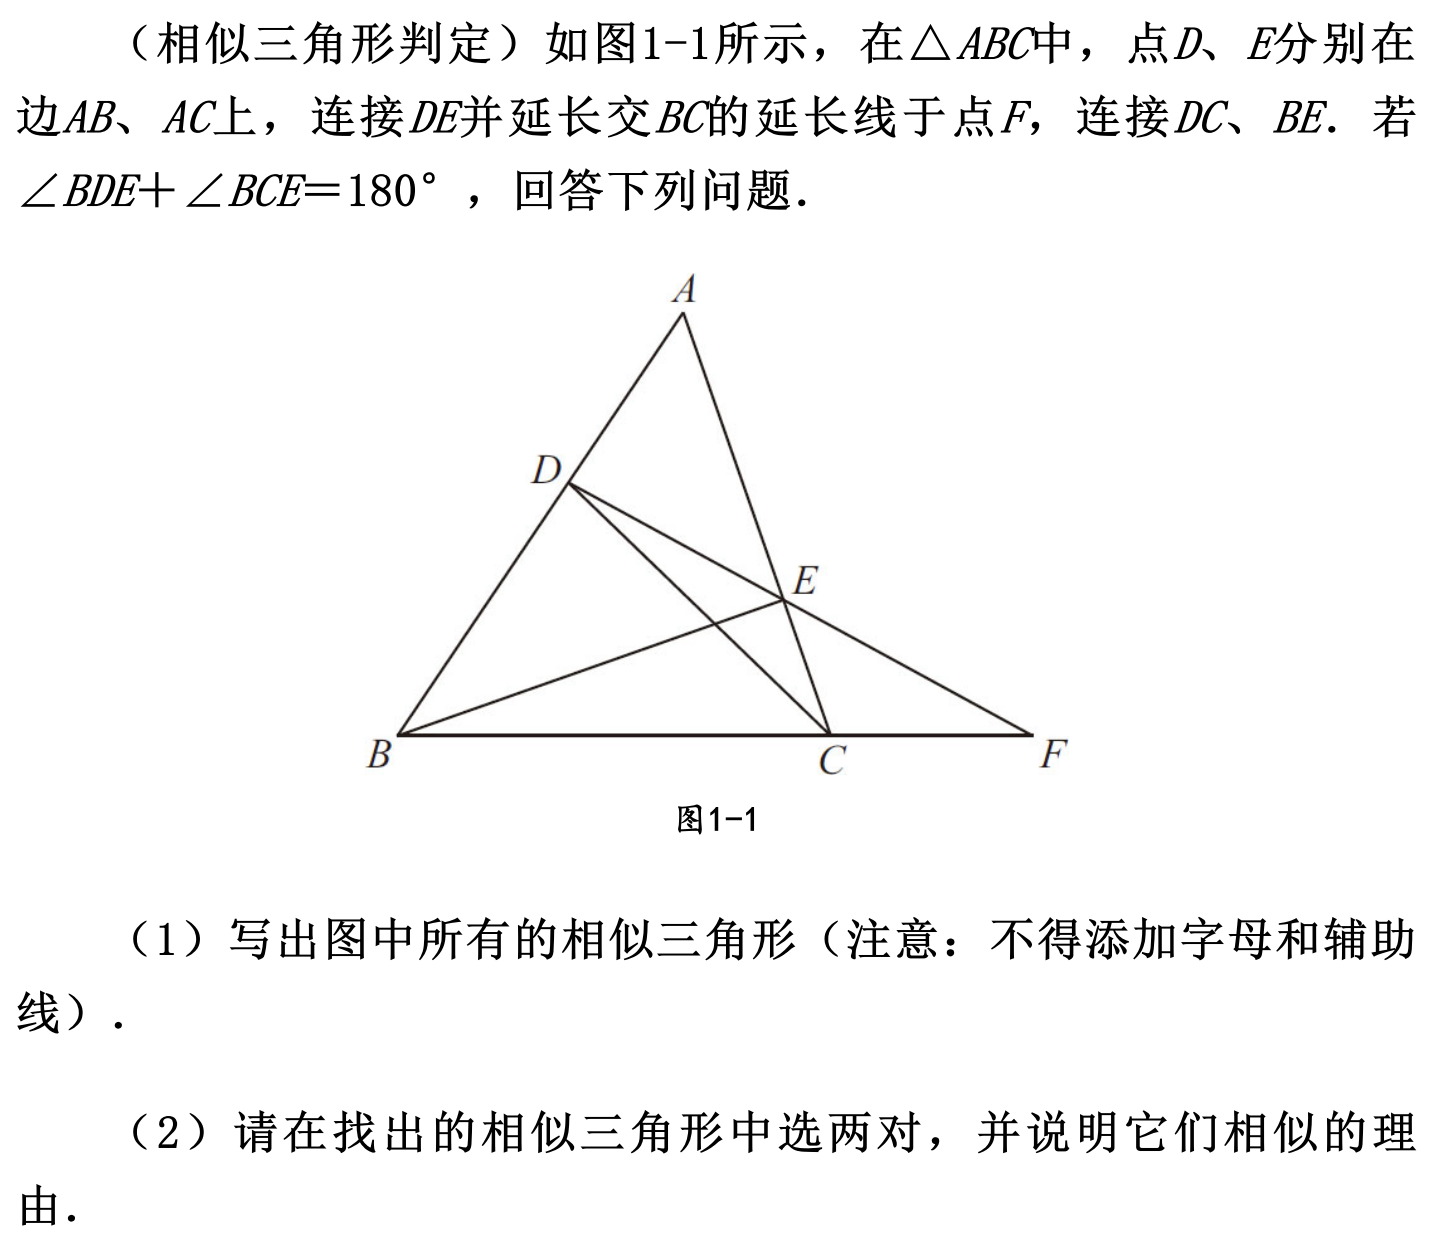 （相似三角形判定）如图1-1所示，在△ABC中，点D、E分别在
边AB、AC上，连接DE并延长交BC的延长线于点F，连接DC、BE．若
∠BDE＋∠BCE＝180°，回答下列问题．
A
D
E
B
C
F
图1-1
（1）写出图中所有的相似三角形（注意：不得添加字母和辅助
线）．
（2）请在找出的相似三角形中选两对，并说明它们相似的理
由．